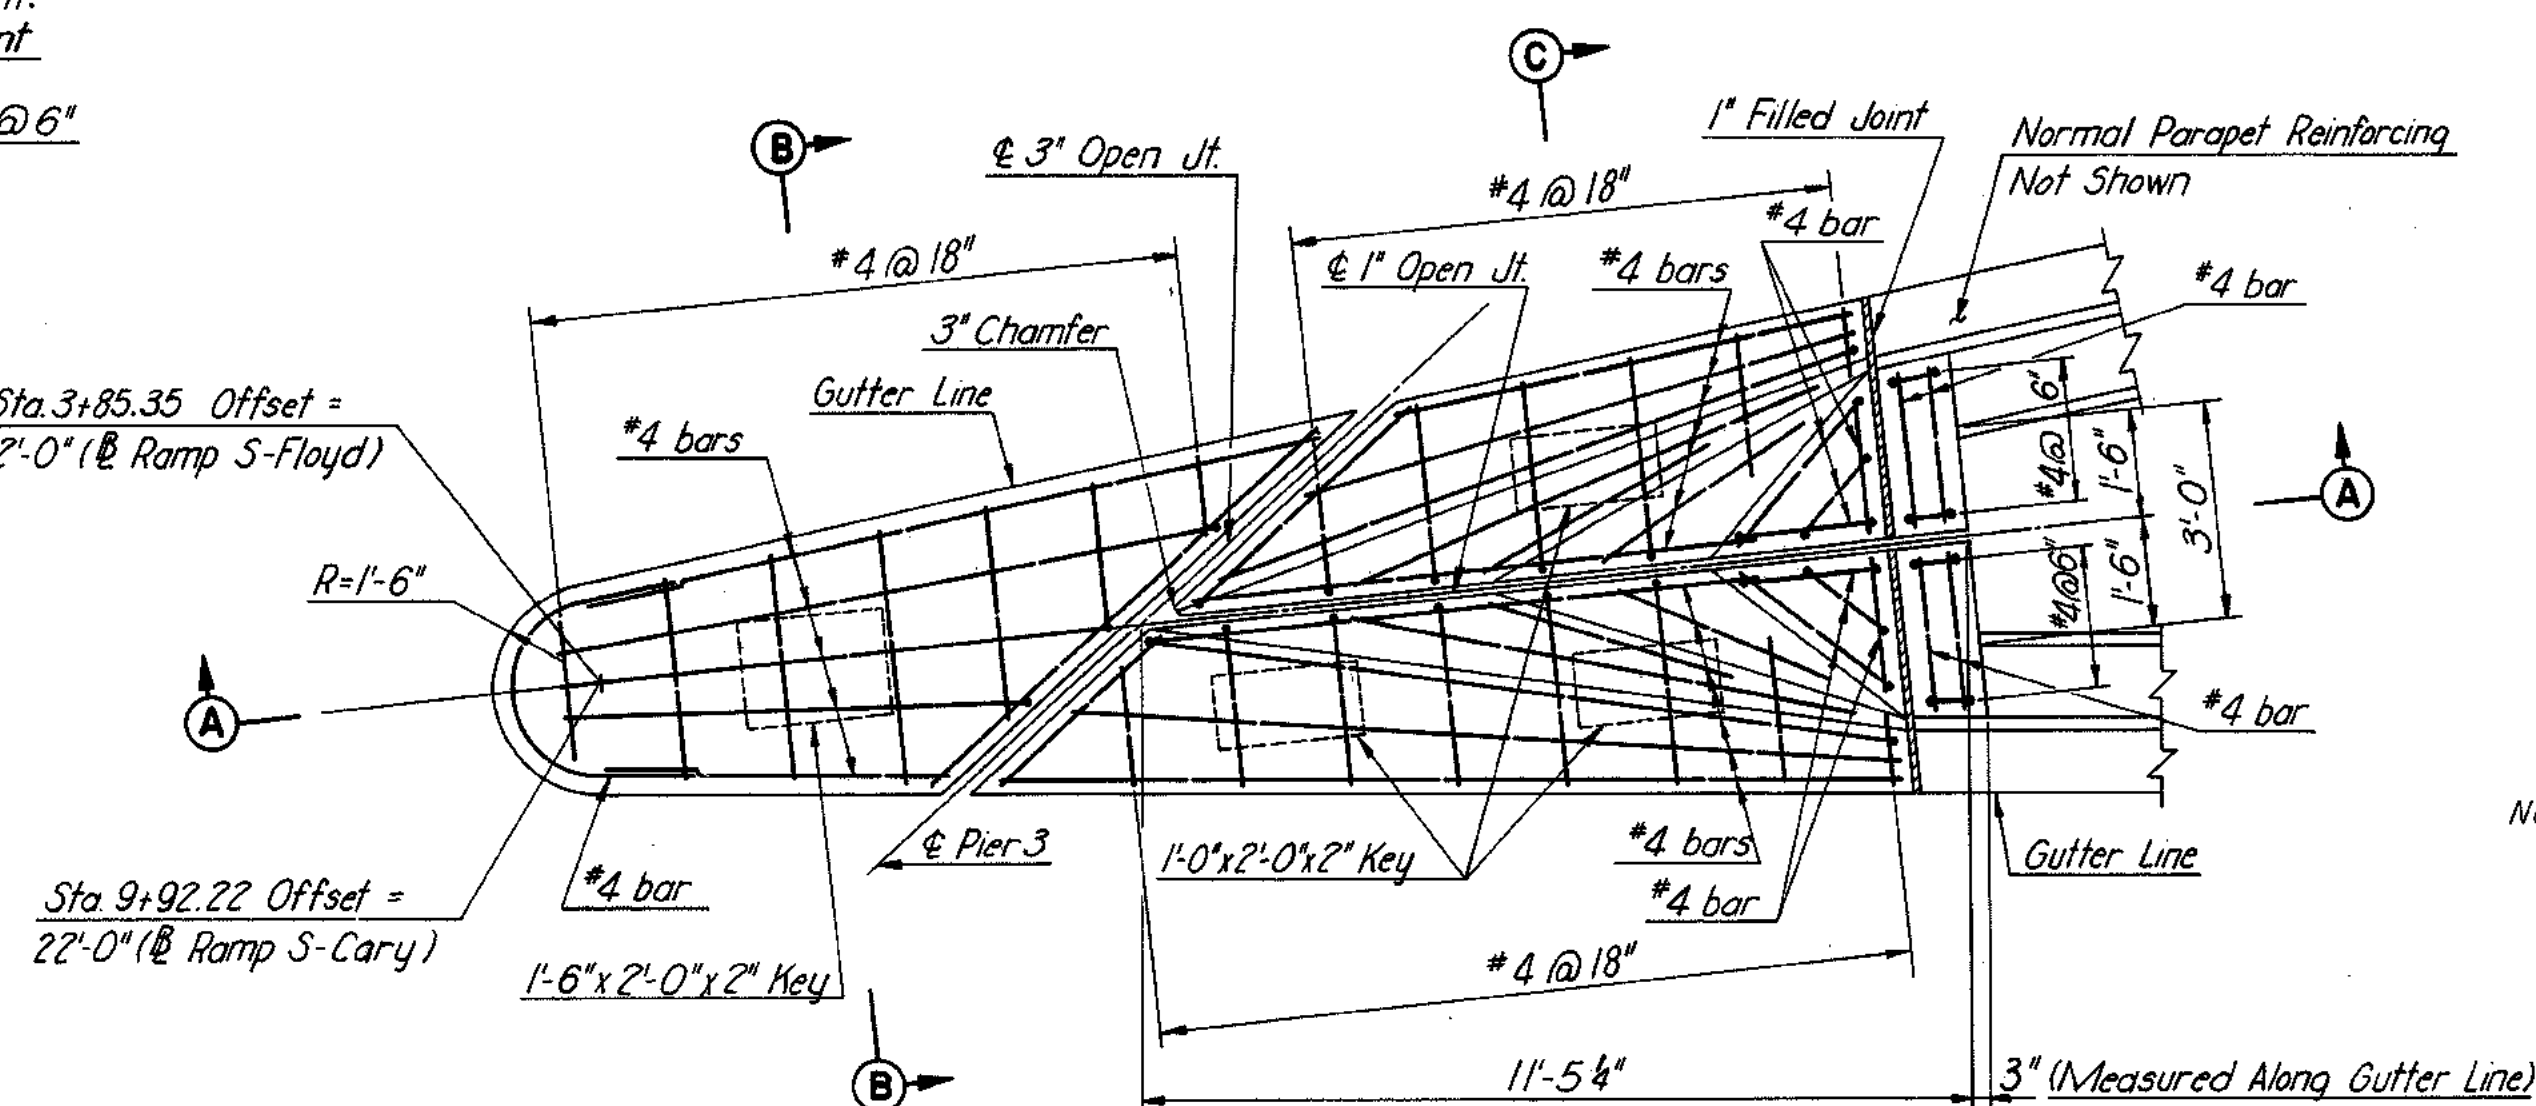 nt
@ 6"
B
C
℄ 3" Open Jt.
1" Filled Joint
Normal Parapet Reinforcing
Not Shown
#4 @ 18"
#4 @ 18"
#4 bar
℄ 1" Open Jt.
#4 bars
#4 bar
3" Chamfer
Gutter Line
Sta. 3+85.35 Offset =
2'-0" (℔ Ramp S-Floyd)
#4 bars
#4 @ 6"
1'-6"
3'-0"
A
R=1'-6"
#4@6"
1'-6"
A
#4 bar
℄ Pier 3
1'-0"x2'-0"x2" Key
#4 bars
#4 bar
Gutter Line
#4 bar
Sta. 9+92.22 Offset =
22'-0" (℔ Ramp S-Cary)
1'-6"x2'-0"x2" Key
#4 @ 18"
B
11'-5¼"
3" (Measured Along Gutter Line)